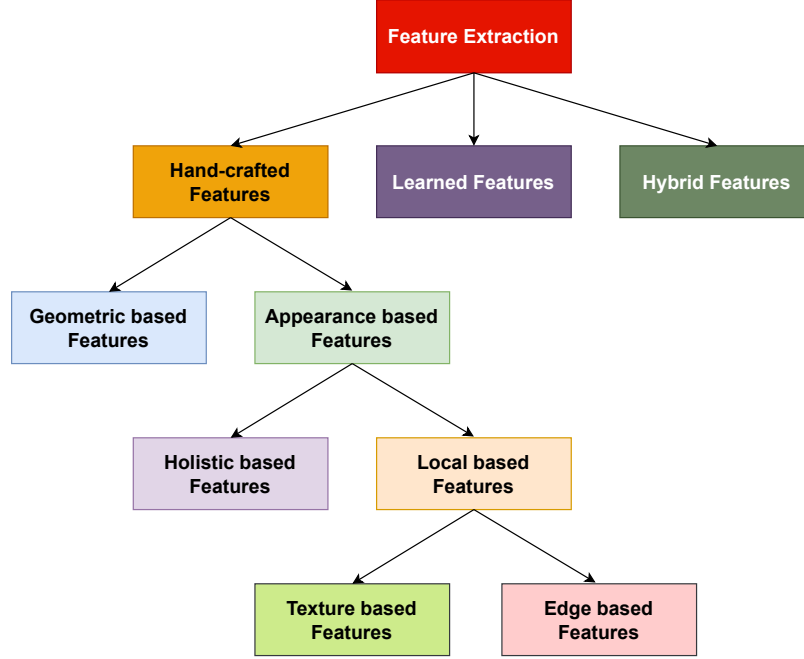 Feature Extraction
Hand-crafted
Features
Learned Features
Hybrid Features
Geometric based
Features
Appearance based
Features
Holistic based
Features
Local based
Features
Texture based
Features
Edge based
Features